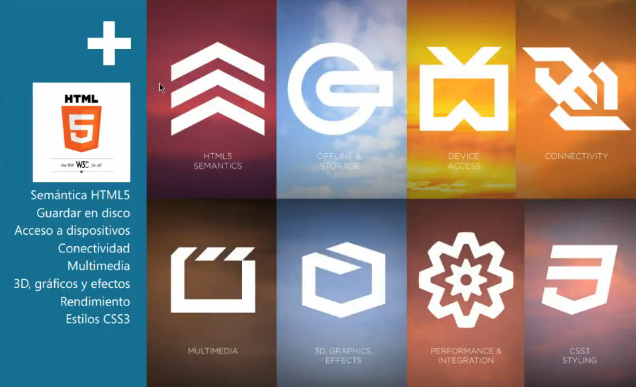 HTML
5
W3C
Semántica HTML5
Guardar en disco
Acceso a dispositivos
Conectividad
Multimedia
3D, gráficos y efectos
Rendimiento
Estilos CSS3
HTML5
SEMANTICS
OFFLINE &
STORAGE
DEVICE
ACCESS
CONNECTIVITY
MULTIMEDIA
3D, GRAPHICS,
EFFECTS
PERFORMANCE &
INTEGRATION
CSS3
STYLING